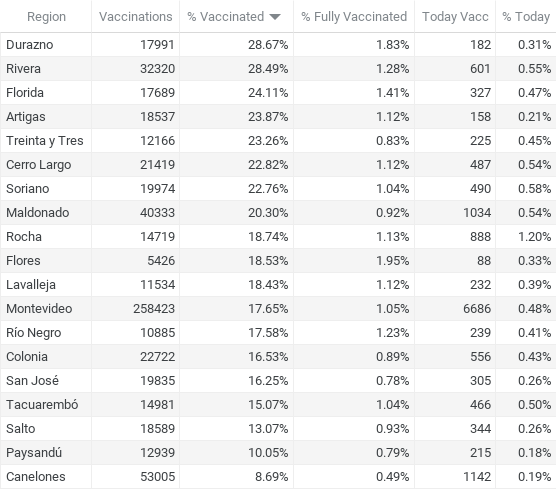 Region Vaccinations % Vaccinated % Fully Vaccinated Today Vacc % Today
Durazno 17991 28.67% 1.83% 182 0.31%
Rivera 32320 28.49% 1.28% 601 0.55%
Florida 17689 24.11% 1.41% 327 0.47%
Artigas 18537 23.87% 1.12% 158 0.21%
Treinta y Tres 12166 23.26% 0.83% 225 0.45%
Cerro Largo 21419 22.82% 1.12% 487 0.54%
Soriano 19974 22.76% 1.04% 490 0.58%
Maldonado 40333 20.30% 0.92% 1034 0.54%
Rocha 14719 18.74% 1.13% 888 1.20%
Flores 5426 18.53% 1.95% 88 0.33%
Lavalleja 11534 18.43% 1.12% 232 0.39%
Montevideo 258423 17.65% 1.05% 6686 0.48%
Río Negro 10885 17.58% 1.23% 239 0.41%
Colonia 22722 16.53% 0.89% 556 0.43%
San José 19835 16.25% 0.78% 305 0.26%
Tacuarembó 14981 15.07% 1.04% 466 0.50%
Salto 18589 13.07% 0.93% 344 0.26%
Paysandú 12939 10.05% 0.79% 215 0.18%
Canelones 53005 8.69% 0.49% 1142 0.19%